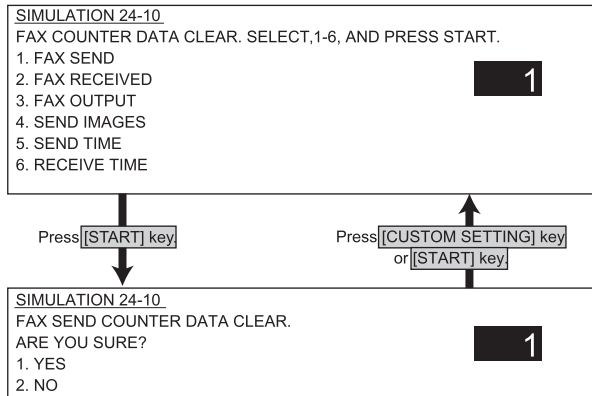 SIMULATION 24-10
FAX COUNTER DATA CLEAR. SELECT,1-6, AND PRESS START.
1. FAX SEND
2. FAX RECEIVED
3. FAX OUTPUT
4. SEND IMAGES
5. SEND TIME
6. RECEIVE TIME
1
Press [START] key.
Press [CUSTOM SETTING] key
or [START] key.
SIMULATION 24-10
FAX SEND COUNTER DATA CLEAR.
ARE YOU SURE?
1. YES
2. NO
1